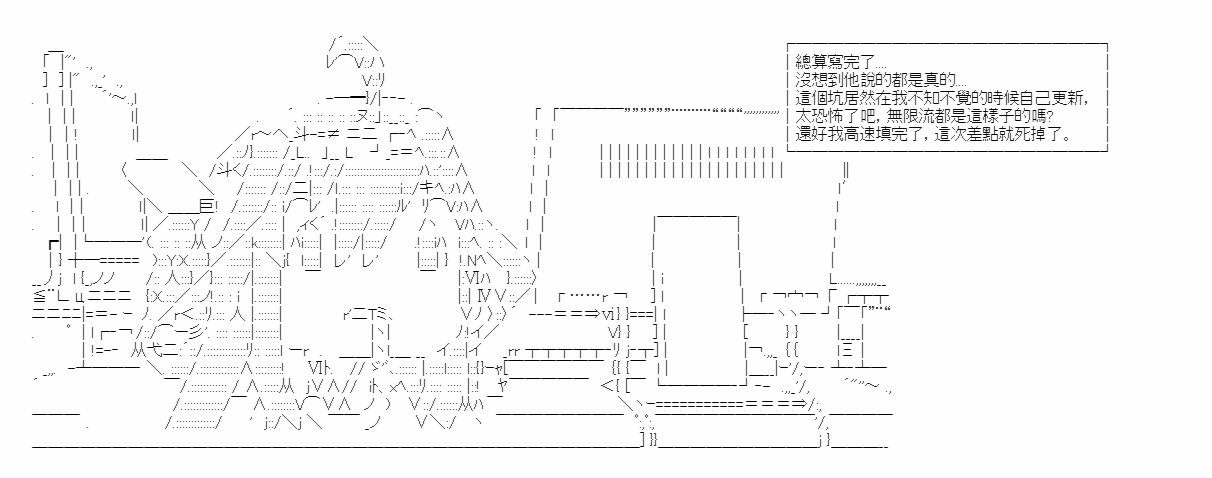 總算寫完了....
沒想到他說的都是真的....
這個坑居然在我不知不覺的時候自己更新，
太恐怖了吧，無限流都是這樣子的嗎？
還好我高速填完了，這次差點就死掉了。